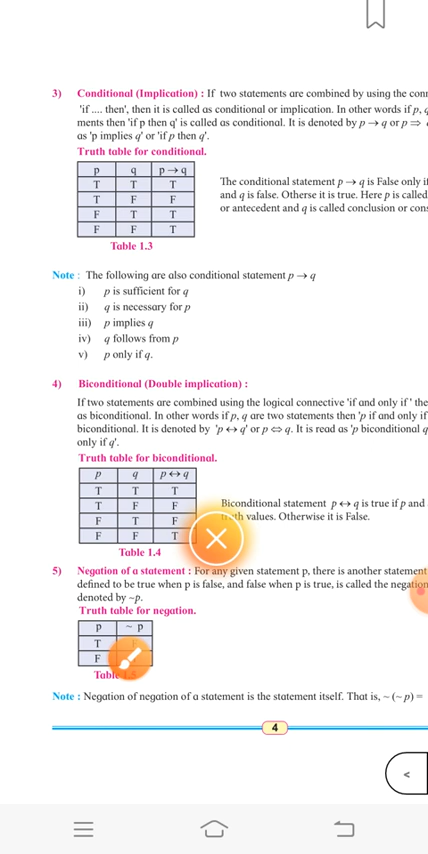 3) Conditional (Implication) : If two statements are combined by using the
'if .... then', then it is called as conditional or implication. In other words if p,
ments then 'if p then q' is called as conditional. It is denoted by p → q or p ⇒
as 'p implies q' or 'if p then q'.
Truth table for conditional.
p q p → q
T T T
T F F
F T T
F F T
Table 1.3
The conditional statement p → q is False only
and q is false. Otherse it is true. Here p is called
or antecedent and q is called conclusion or
Note : The following are also conditional statement p → q
i) p is sufficient for q
ii) q is necessary for p
iii) p implies q
iv) q follows from p
v) p only if q.
4) Biconditional (Double implication) :
If two statements are combined using the logical connective 'if and only if '
as biconditional. In other words if p, q are two statements then 'p if and only if
biconditional. It is denoted by 'p ↔ q' or p ⇔ q. It is read as 'p biconditional q
only if q'.
Truth table for biconditional.
p q p ↔ q
T T T
T F F
F T F
F F T
Table 1.4
Biconditional statement p ↔ q is true if p and
truth values. Otherwise it is False.
5) Negation of a statement : For any given statement p, there is another statement
defined to be true when p is false, and false when p is true, is called the negation
denoted by ~p.
Truth table for negation.
p ~ p
T
F
Note : Negation of negation of a statement is the statement itself. That is, ~ (~ p) =
4
<